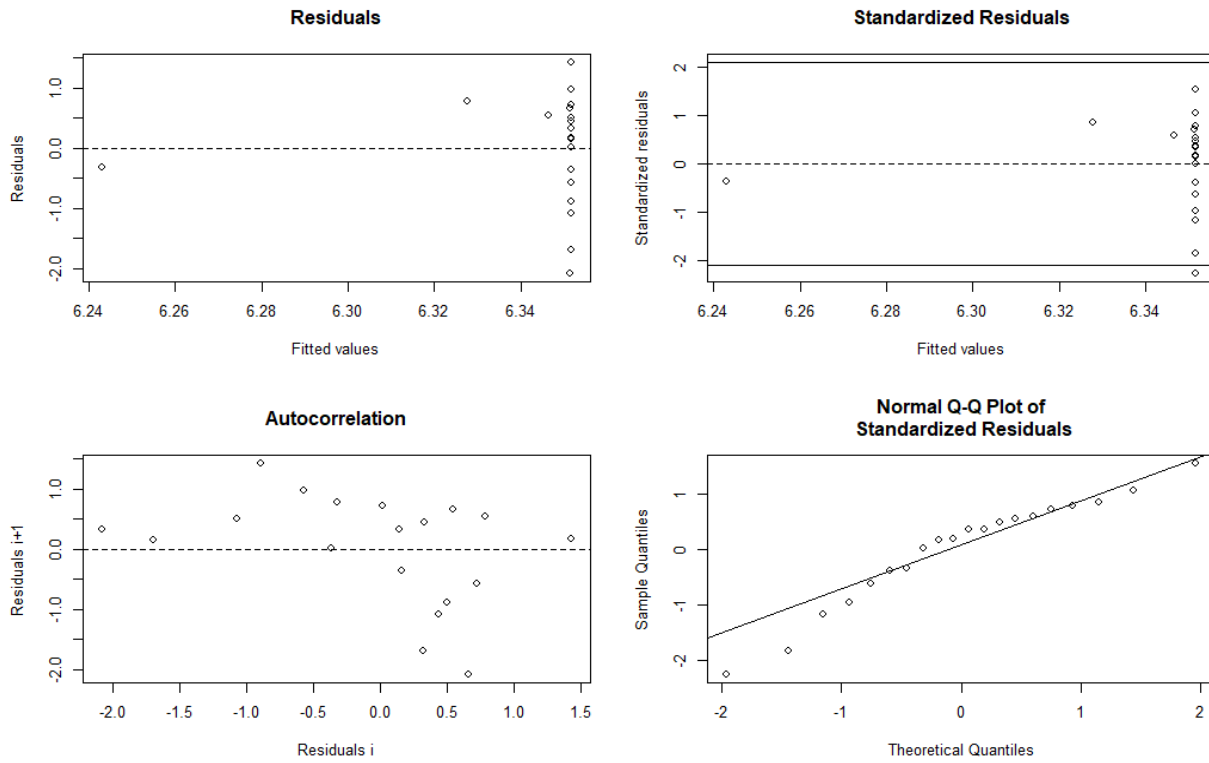 Residuals
Residuals
1.0
0.0
-1.0
-2.0
6.24 6.26 6.28 6.30 6.32 6.34
Fitted values
Standardized Residuals
Standardized residuals
2
1
0
-1
-2
6.24 6.26 6.28 6.30 6.32 6.34
Fitted values
Autocorrelation
Residuals i+1
1.0
0.0
-1.0
-2.0
-2.0 -1.5 -1.0 -0.5 0.0 0.5 1.0 1.5
Residuals i
Normal Q-Q Plot of
Standardized Residuals
Sample Quantiles
1
0
-1
-2
-2 -1 0 1 2
Theoretical Quantiles